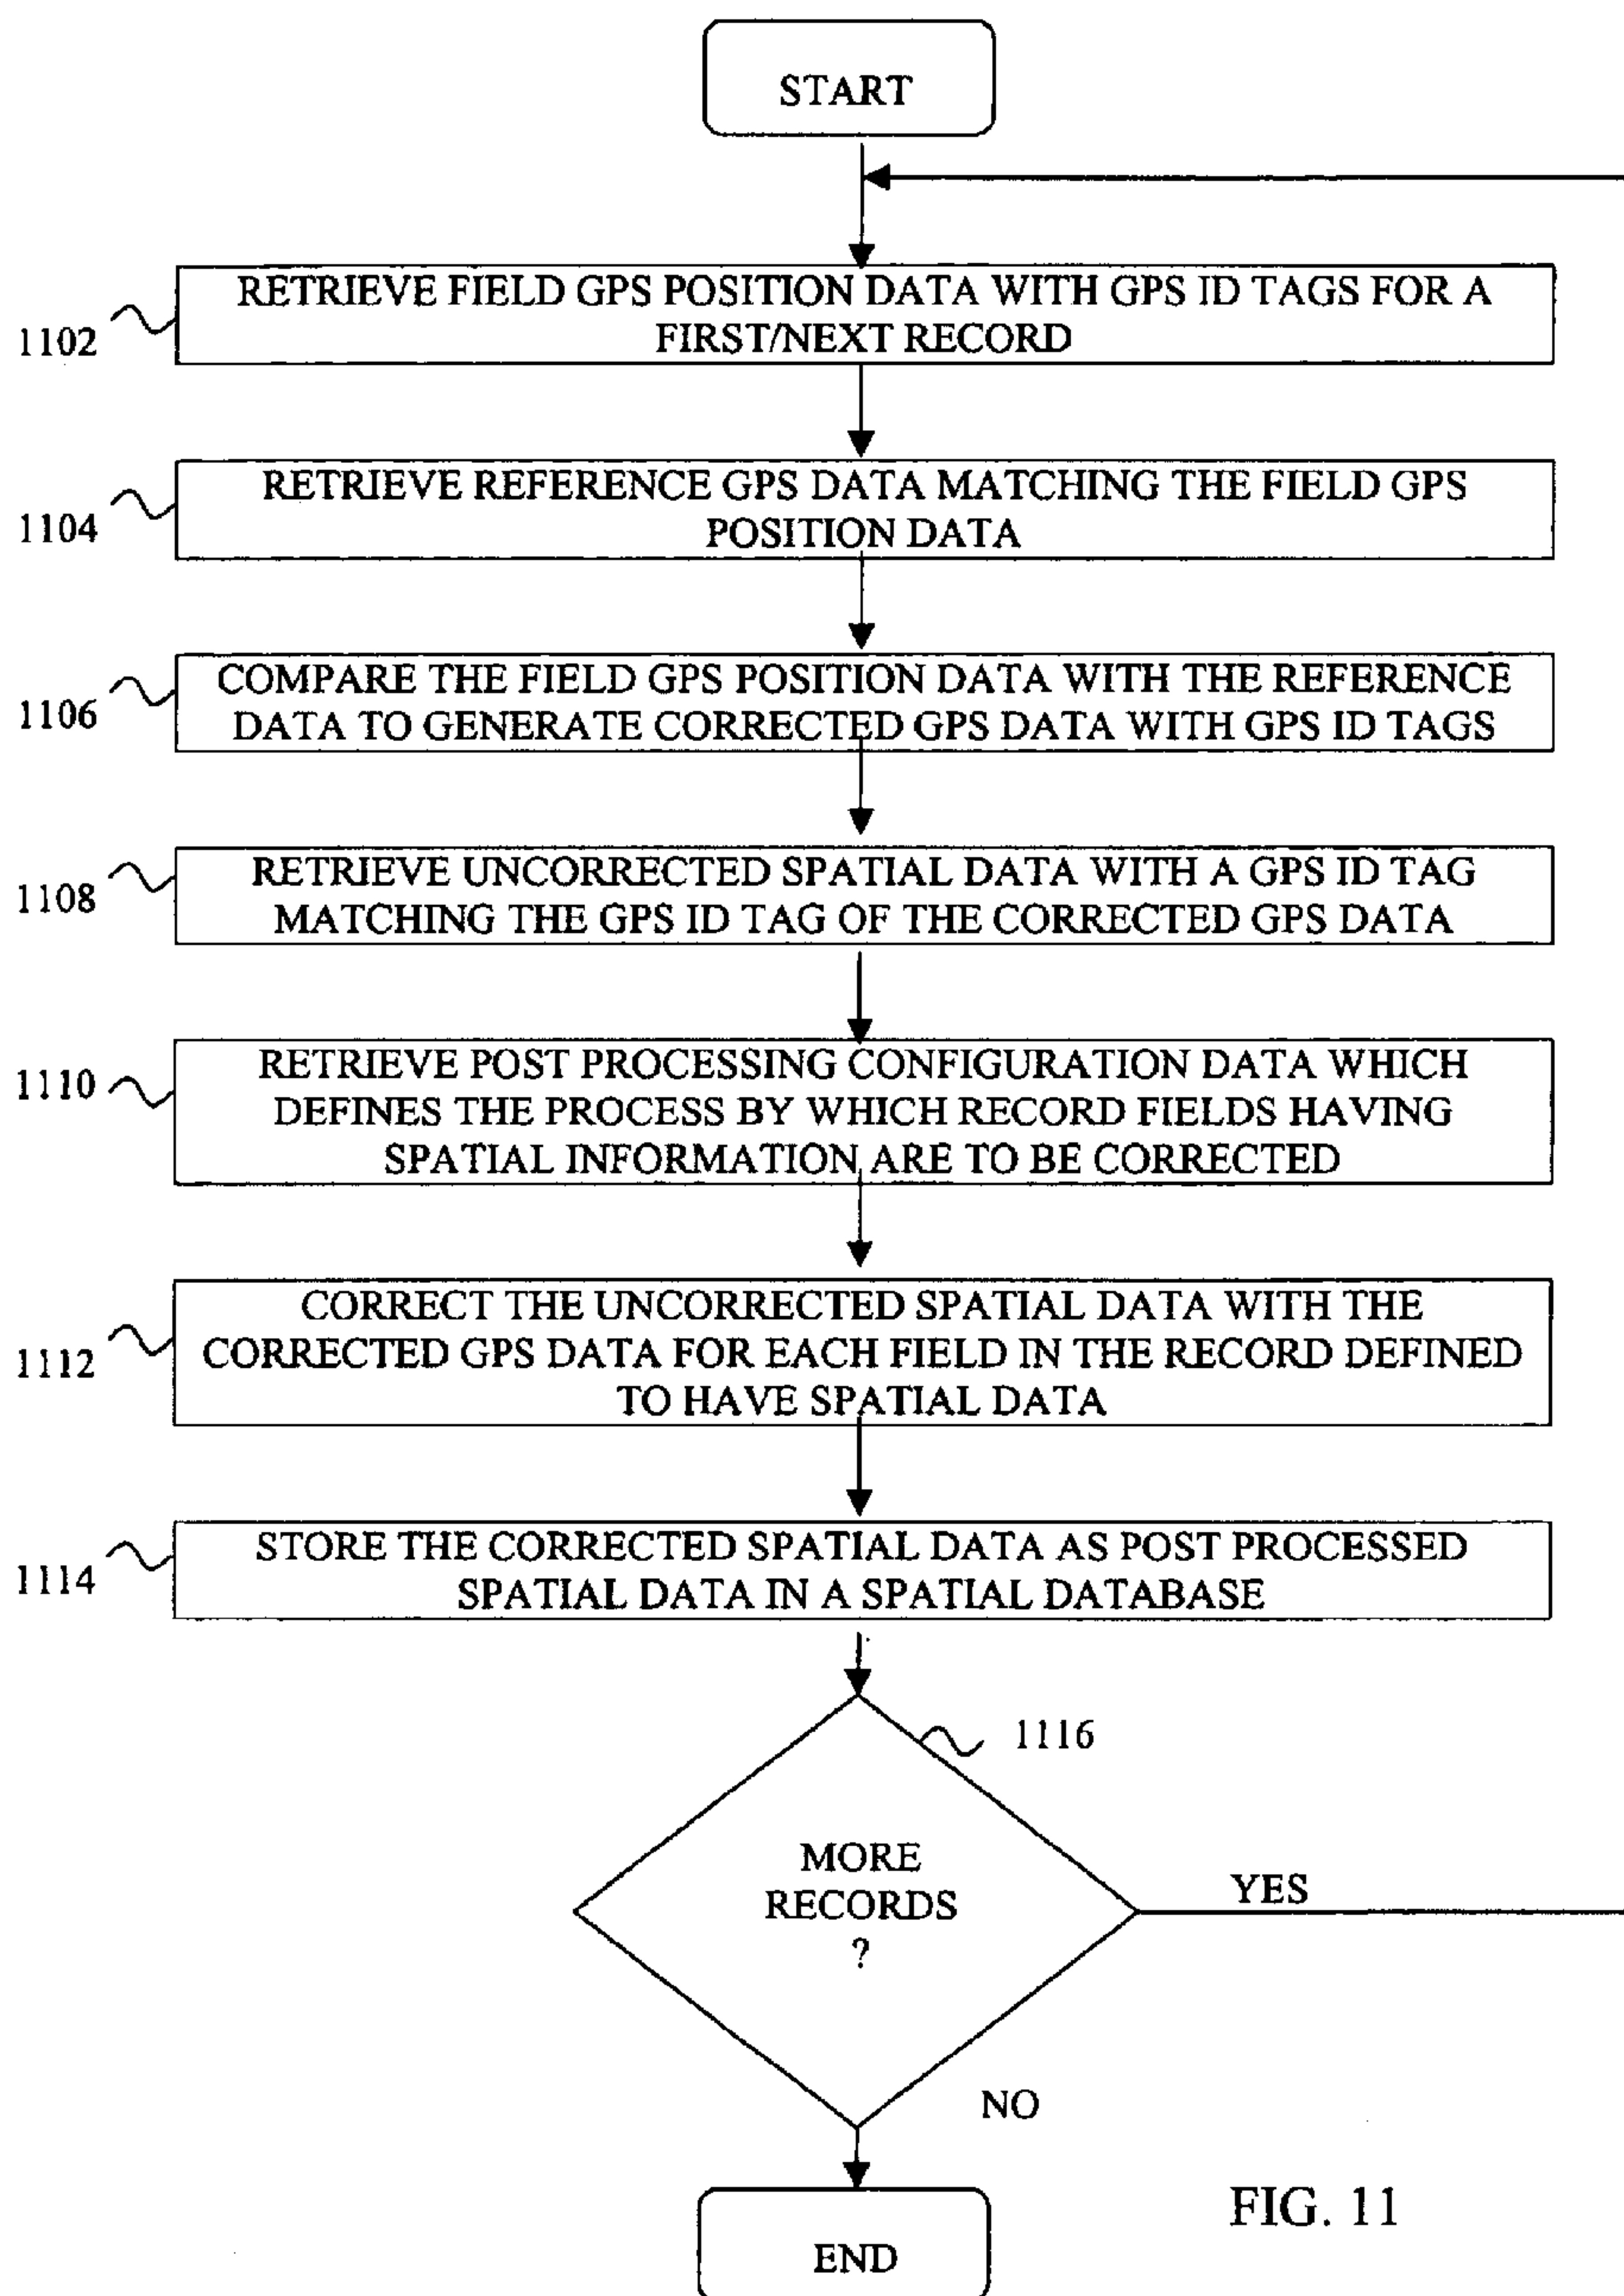 START
RETRIEVE FIELD GPS POSITION DATA WITH GPS ID TAGS FOR A
FIRST/NEXT RECORD
1102
RETRIEVE REFERENCE GPS DATA MATCHING THE FIELD GPS
POSITION DATA
1104
COMPARE THE FIELD GPS POSITION DATA WITH THE REFERENCE
DATA TO GENERATE CORRECTED GPS DATA WITH GPS ID TAGS
1106
RETRIEVE UNCORRECTED SPATIAL DATA WITH A GPS ID TAG
MATCHING THE GPS ID TAG OF THE CORRECTED GPS DATA
1108
RETRIEVE POST PROCESSING CONFIGURATION DATA WHICH
DEFINES THE PROCESS BY WHICH RECORD FIELDS HAVING
SPATIAL INFORMATION ARE TO BE CORRECTED
1110
CORRECT THE UNCORRECTED SPATIAL DATA WITH THE
CORRECTED GPS DATA FOR EACH FIELD IN THE RECORD DEFINED
TO HAVE SPATIAL DATA
1112
STORE THE CORRECTED SPATIAL DATA AS POST PROCESSED
SPATIAL DATA IN A SPATIAL DATABASE
1114
1116
MORE
RECORDS
?
YES
NO
END
FIG. 11